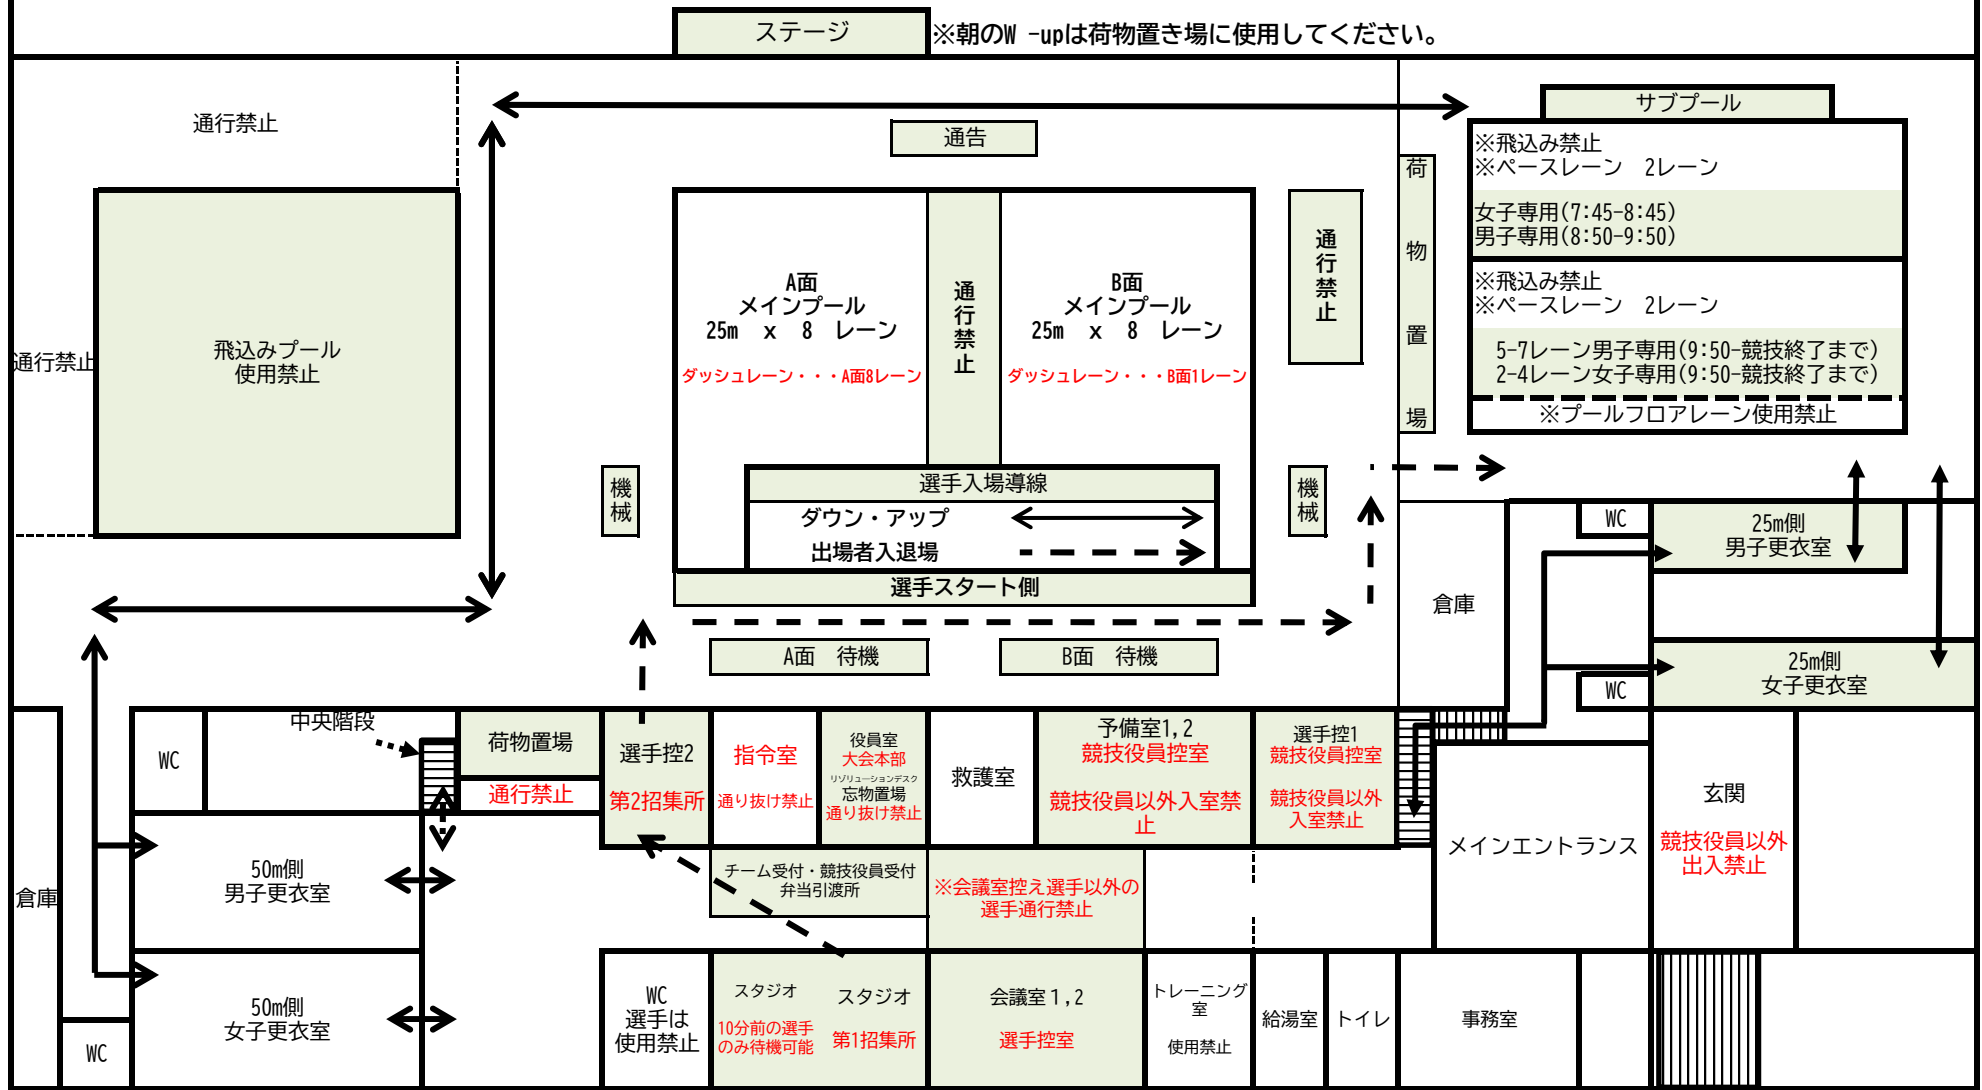 ステージ
※朝のW -upは荷物置き場に使用してください。
通行禁止
通告
サブプール
※飛込み禁止
※ペースレーン　2レーン
女子専用(7:45-8:45)
男子専用(8:50-9:50)
※飛込み禁止
※ペースレーン　2レーン
5-7レーン男子専用(9:50-競技終了まで)
2-4レーン女子専用(9:50-競技終了まで)
※プールフロアレーン使用禁止
荷物置場
通行禁止
A面
メインプール
25m　x　8　レーン
ダッシュレーン・・・A面8レーン
通行禁止
B面
メインプール
25m　x　8　レーン
ダッシュレーン・・・B面1レーン
通行禁止
飛込みプール
使用禁止
機械
選手入場導線
ダウン・アップ
出場者入退場
選手スタート側
機械
A面　待機
B面　待機
倉庫
WC
25m側
男子更衣室
25m側
女子更衣室
WC
中央階段
WC
荷物置場
通行禁止
選手控2
第2招集所
指令室
通り抜け禁止
役員室
大会本部
リゾリューションデスク
忘物置場
通り抜け禁止
救護室
予備室1,2
競技役員控室
競技役員以外入室禁
止
選手控1
競技役員控室
競技役員以外
入室禁止
メインエントランス
玄関
競技役員以外
出入禁止
倉庫
50m側
男子更衣室
チーム受付・競技役員受付
弁当引渡所
※会議室控え選手以外の
選手通行禁止
50m側
女子更衣室
WC
WC
選手は
使用禁止
スタジオ
10分前の選手
のみ待機可能
スタジオ
第1招集所
会議室１,2
選手控室
トレーニング
室
使用禁止
給湯室
トイレ
事務室